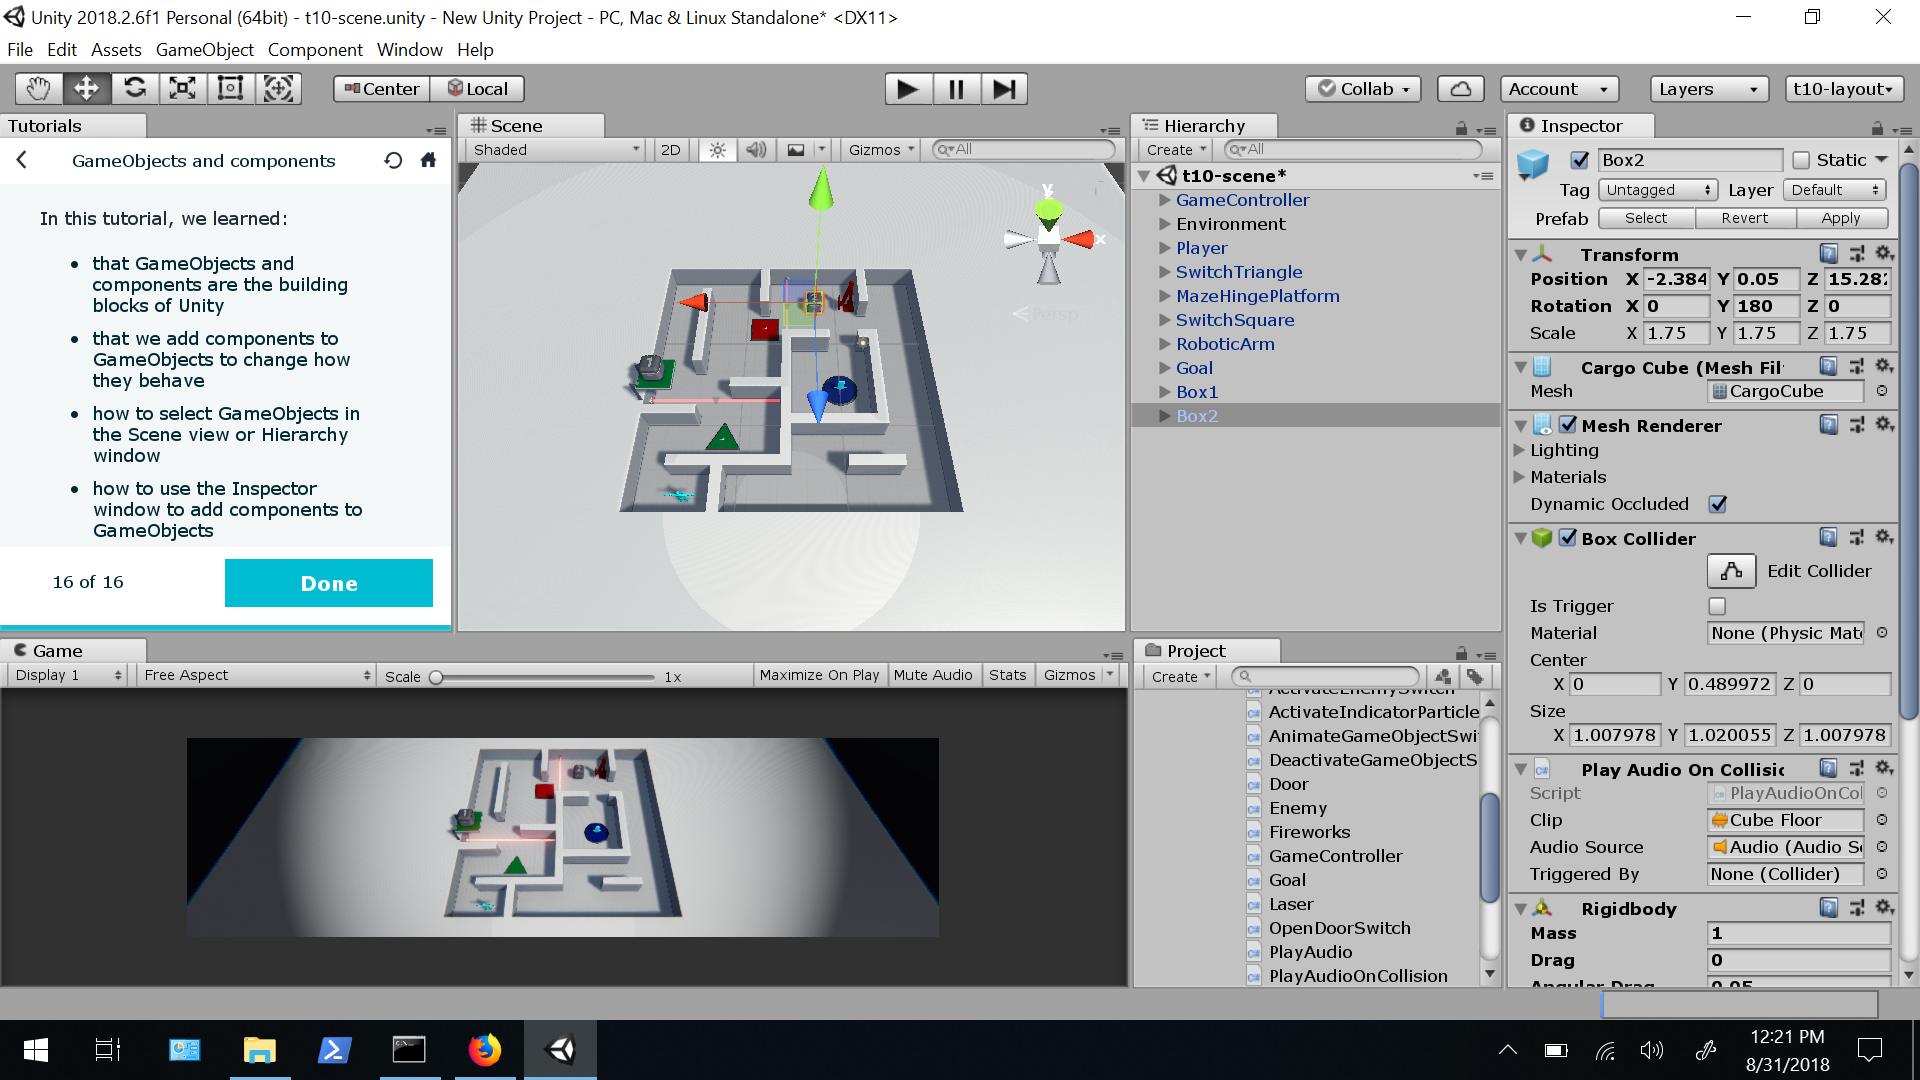 Unity 2018.2.6f1 Personal (64bit) - t10-scene.unity - New Unity Project - PC, Mac & Linux Standalone* <DX11>
File Edit Assets GameObject Component Window Help
Center Local Collab Account Layers t10-layout
Tutorials
GameObjects and components
In this tutorial, we learned:
• that GameObjects and
components are the building
blocks of Unity
• that we add components to
GameObjects to change how
they behave
• how to select GameObjects in
the Scene view or Hierarchy
window
• how to use the Inspector
window to add components to
GameObjects
16 of 16 Done
Scene
Shaded 2D Gizmos All
y
x
Persp
Hierarchy
Create All
t10-scene*
GameController
Environment
Player
SwitchTriangle
MazeHingePlatform
SwitchSquare
RoboticArm
Goal
Box1
Box2
Inspector
Box2 Static
Tag Untagged Layer Default
Prefab Select Revert Apply
Transform
Position X -2.384 Y 0.05 Z 15.28
Rotation X 0 Y 180 Z 0
Scale X 1.75 Y 1.75 Z 1.75
Cargo Cube (Mesh Fil
Mesh CargoCube
Mesh Renderer
Lighting
Materials
Dynamic Occluded
Box Collider
Edit Collider
Is Trigger
Material None (Physic Mat
Center
X 0 Y 0.489972 Z 0
Size
X 1.007978 Y 1.020055 Z 1.007978
Play Audio On Collisic
Script PlayAudioOnCol
Clip Cube Floor
Audio Source Audio (Audio S
Triggered By None (Collider)
Rigidbody
Mass 1
Drag 0
Angular Drag 0.05
Game
Display 1 Free Aspect Scale 1x Maximize On Play Mute Audio Stats Gizmos
Project
Create
ActivateEnemySwitch
ActivateIndicatorParticle
AnimateGameObjectSwi
DeactivateGameObjectS
Door
Enemy
Fireworks
GameController
Goal
Laser
OpenDoorSwitch
PlayAudio
PlayAudioOnCollision
12:21 PM
8/31/2018